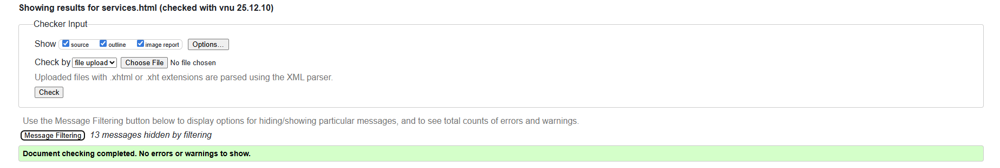 Showing results for services.html (checked with vnu 25.12.10)
Checker Input
Show source outline image report Options...
Check by file upload Choose File No file chosen
Uploaded files with .xhtml or .xht extensions are parsed using the XML parser.
Check
Use the Message Filtering button below to display options for hiding/showing particular messages, and to see total counts of errors and warnings.
Message Filtering 13 messages hidden by filtering
Document checking completed. No errors or warnings to show.